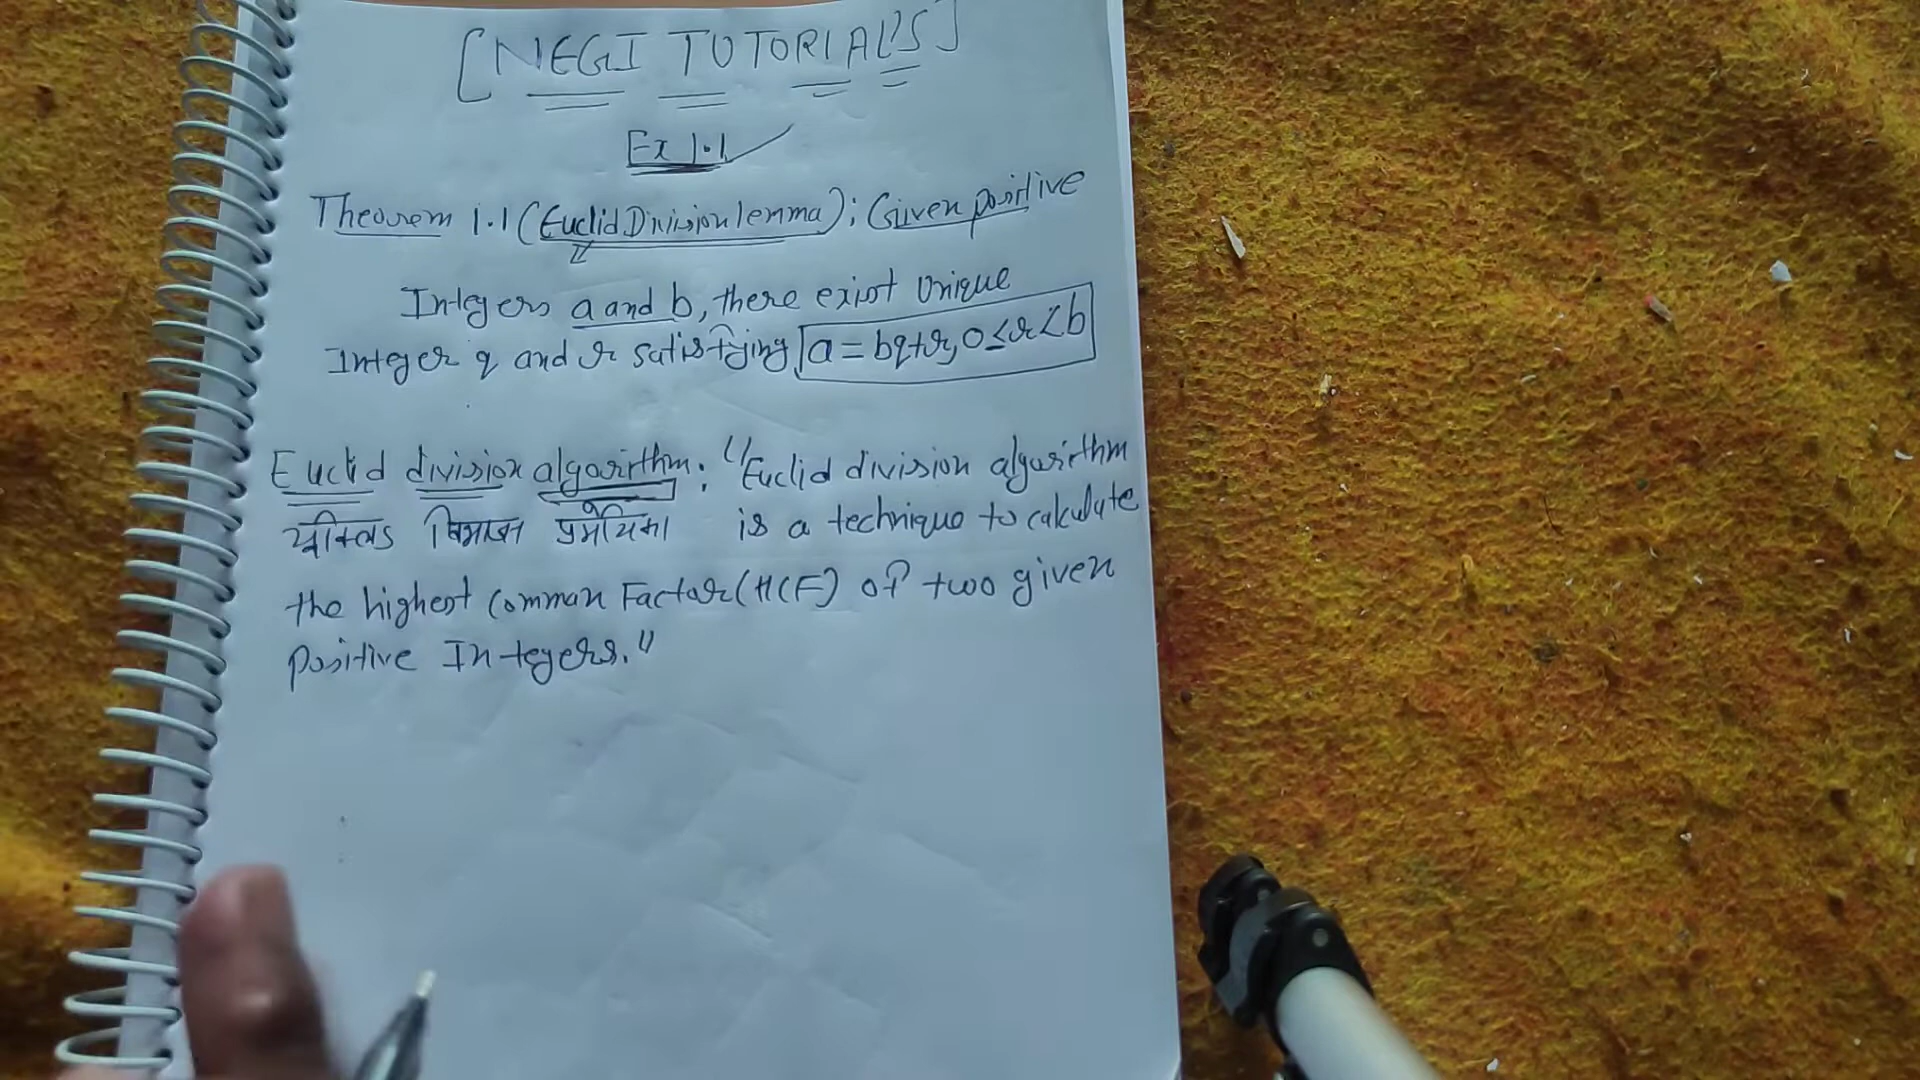 [NEGI TUTORIAL'S]
Ex 1.1
Theorem 1.1 (Euclid Division lemma); Given positive
Integers a and b, there exist Unique
Integer q and r satisfying a = bq+r, 0≤r<b
Euclid division algorithm: "Euclid division algorithm
यूक्लिड विभाजन प्रमेयिका is a technique to calculate
the highest Comman Factor (HCF) of two given
Positive Integers."